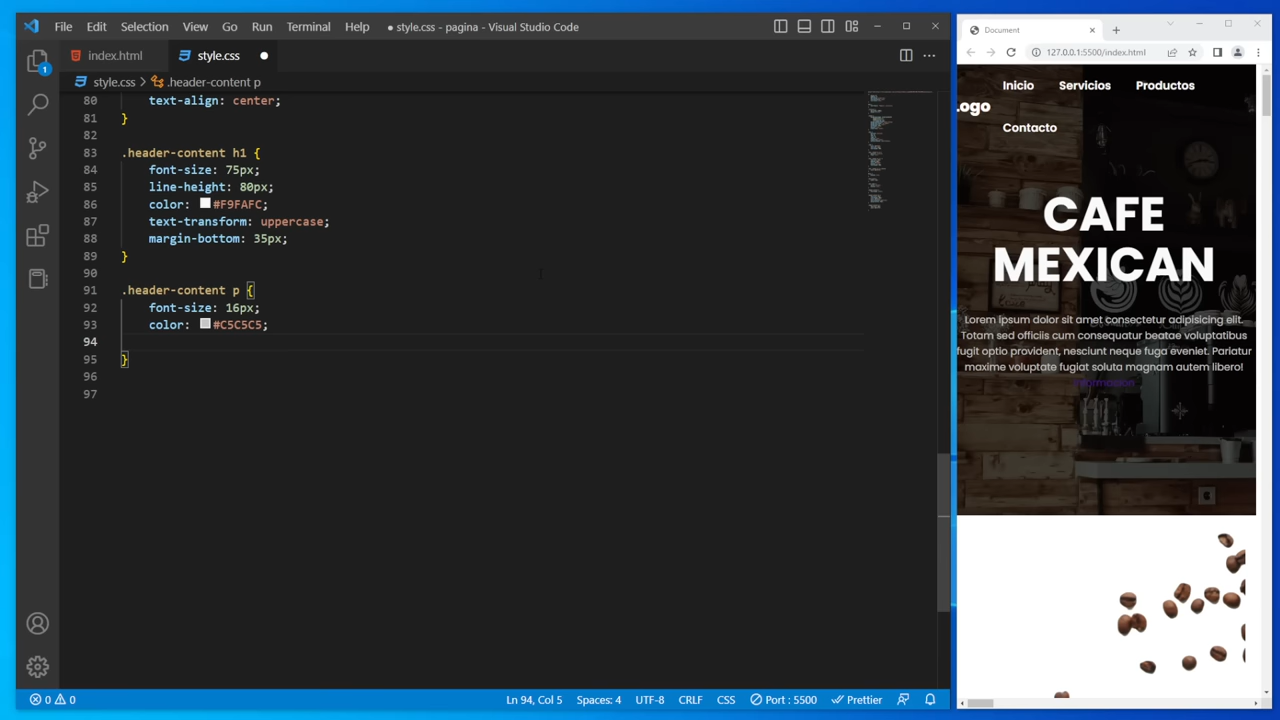 File Edit Selection View Go Run Terminal Help
● style.css - pagina - Visual Studio Code
index.html
style.css ●
style.css > .header-content p
80 text-align: center;
81 }
82
83 .header-content h1 {
84 font-size: 75px;
85 line-height: 80px;
86 color: #F9FAFC;
87 text-transform: uppercase;
88 margin-bottom: 35px;
89 }
90
91 .header-content p {
92 font-size: 16px;
93 color: #C5C5C5;
94
95 }
96
97
1
0 0
Ln 94, Col 5 Spaces: 4 UTF-8 CRLF CSS Port : 5500 Prettier
Document
127.0.0.1:5500/index.html
Inicio Servicios Productos
Logo
Contacto
CAFE
MEXICAN
Lorem ipsum dolor sit amet consectetur adipisicing elit.
Totam sed officiis cum consequatur beatae voluptatibus
fugit optio provident, nesciunt neque fuga eveniet. Pariatur
maxime voluptate fugiat soluta magnam autem libero!